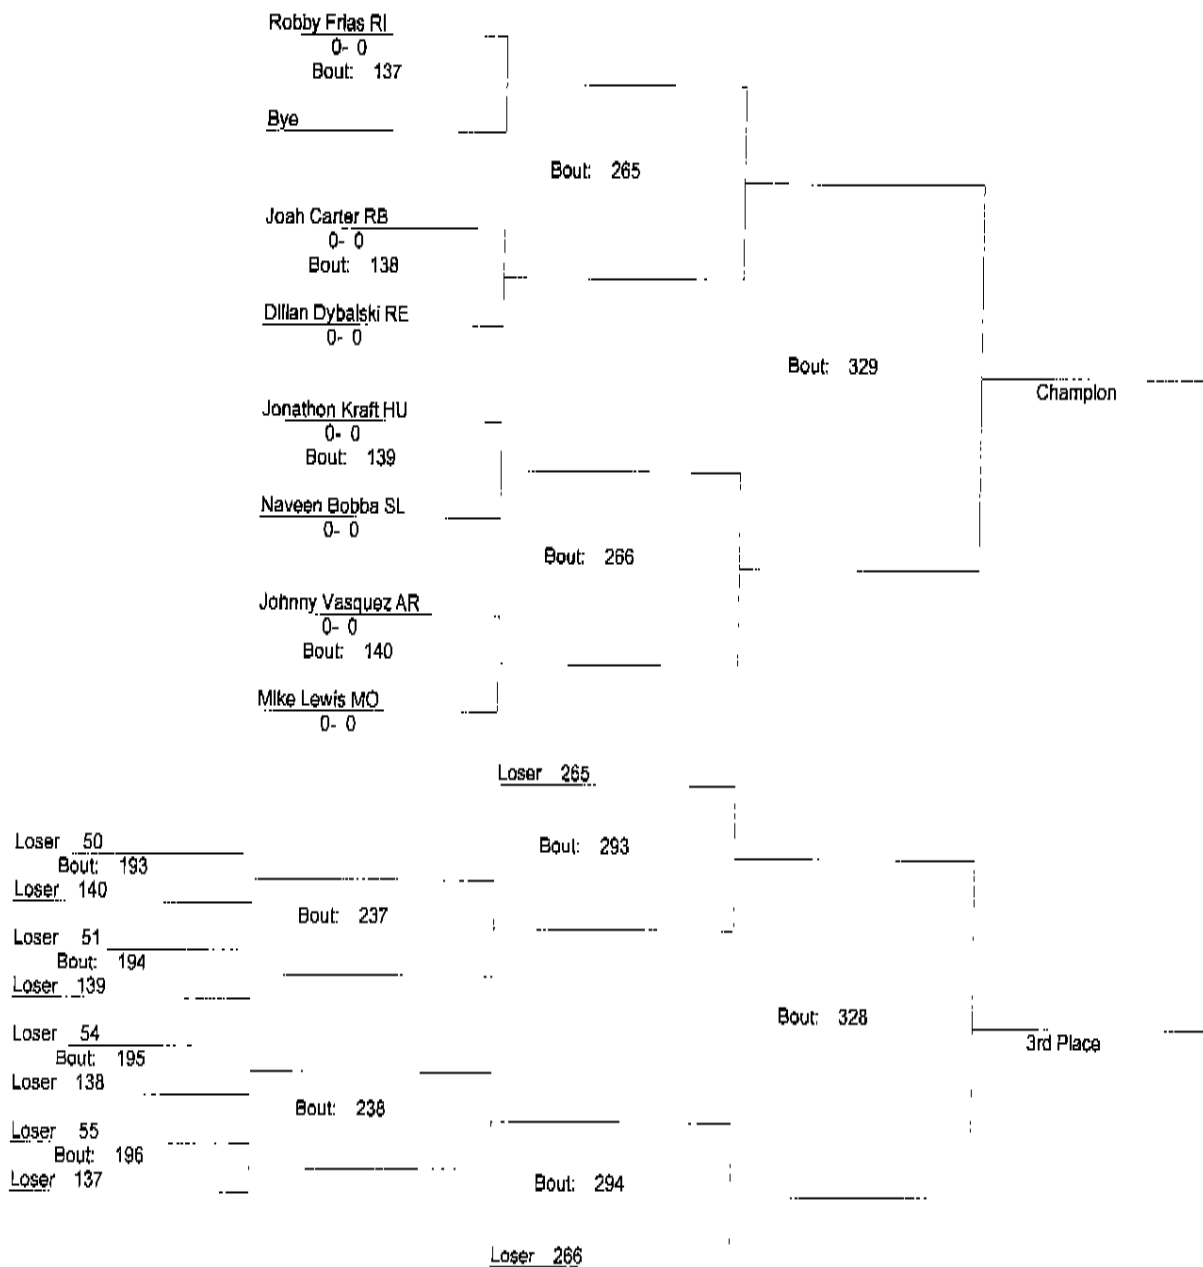 Robby Frias RI
0- 0
Bout: 137
Bye
Bout: 265
Joah Carter RB
0- 0
Bout: 138
Dillan Dybalski RE
0- 0
Bout: 329
Champion
Jonathon Kraft HU
0- 0
Bout: 139
Naveen Bobba SL
0- 0
Bout: 266
Johnny Vasquez AR
0- 0
Bout: 140
Mike Lewis MO
0- 0
Loser 265
Loser 50
Bout: 293
Bout: 193
Loser 140
Bout: 237
Loser 51
Bout: 194
Loser 139
Bout: 328
Loser 54
3rd Place
Bout: 195
Loser 138
Bout: 238
Loser 55
Bout: 196
Loser 137
Bout: 294
Loser 266